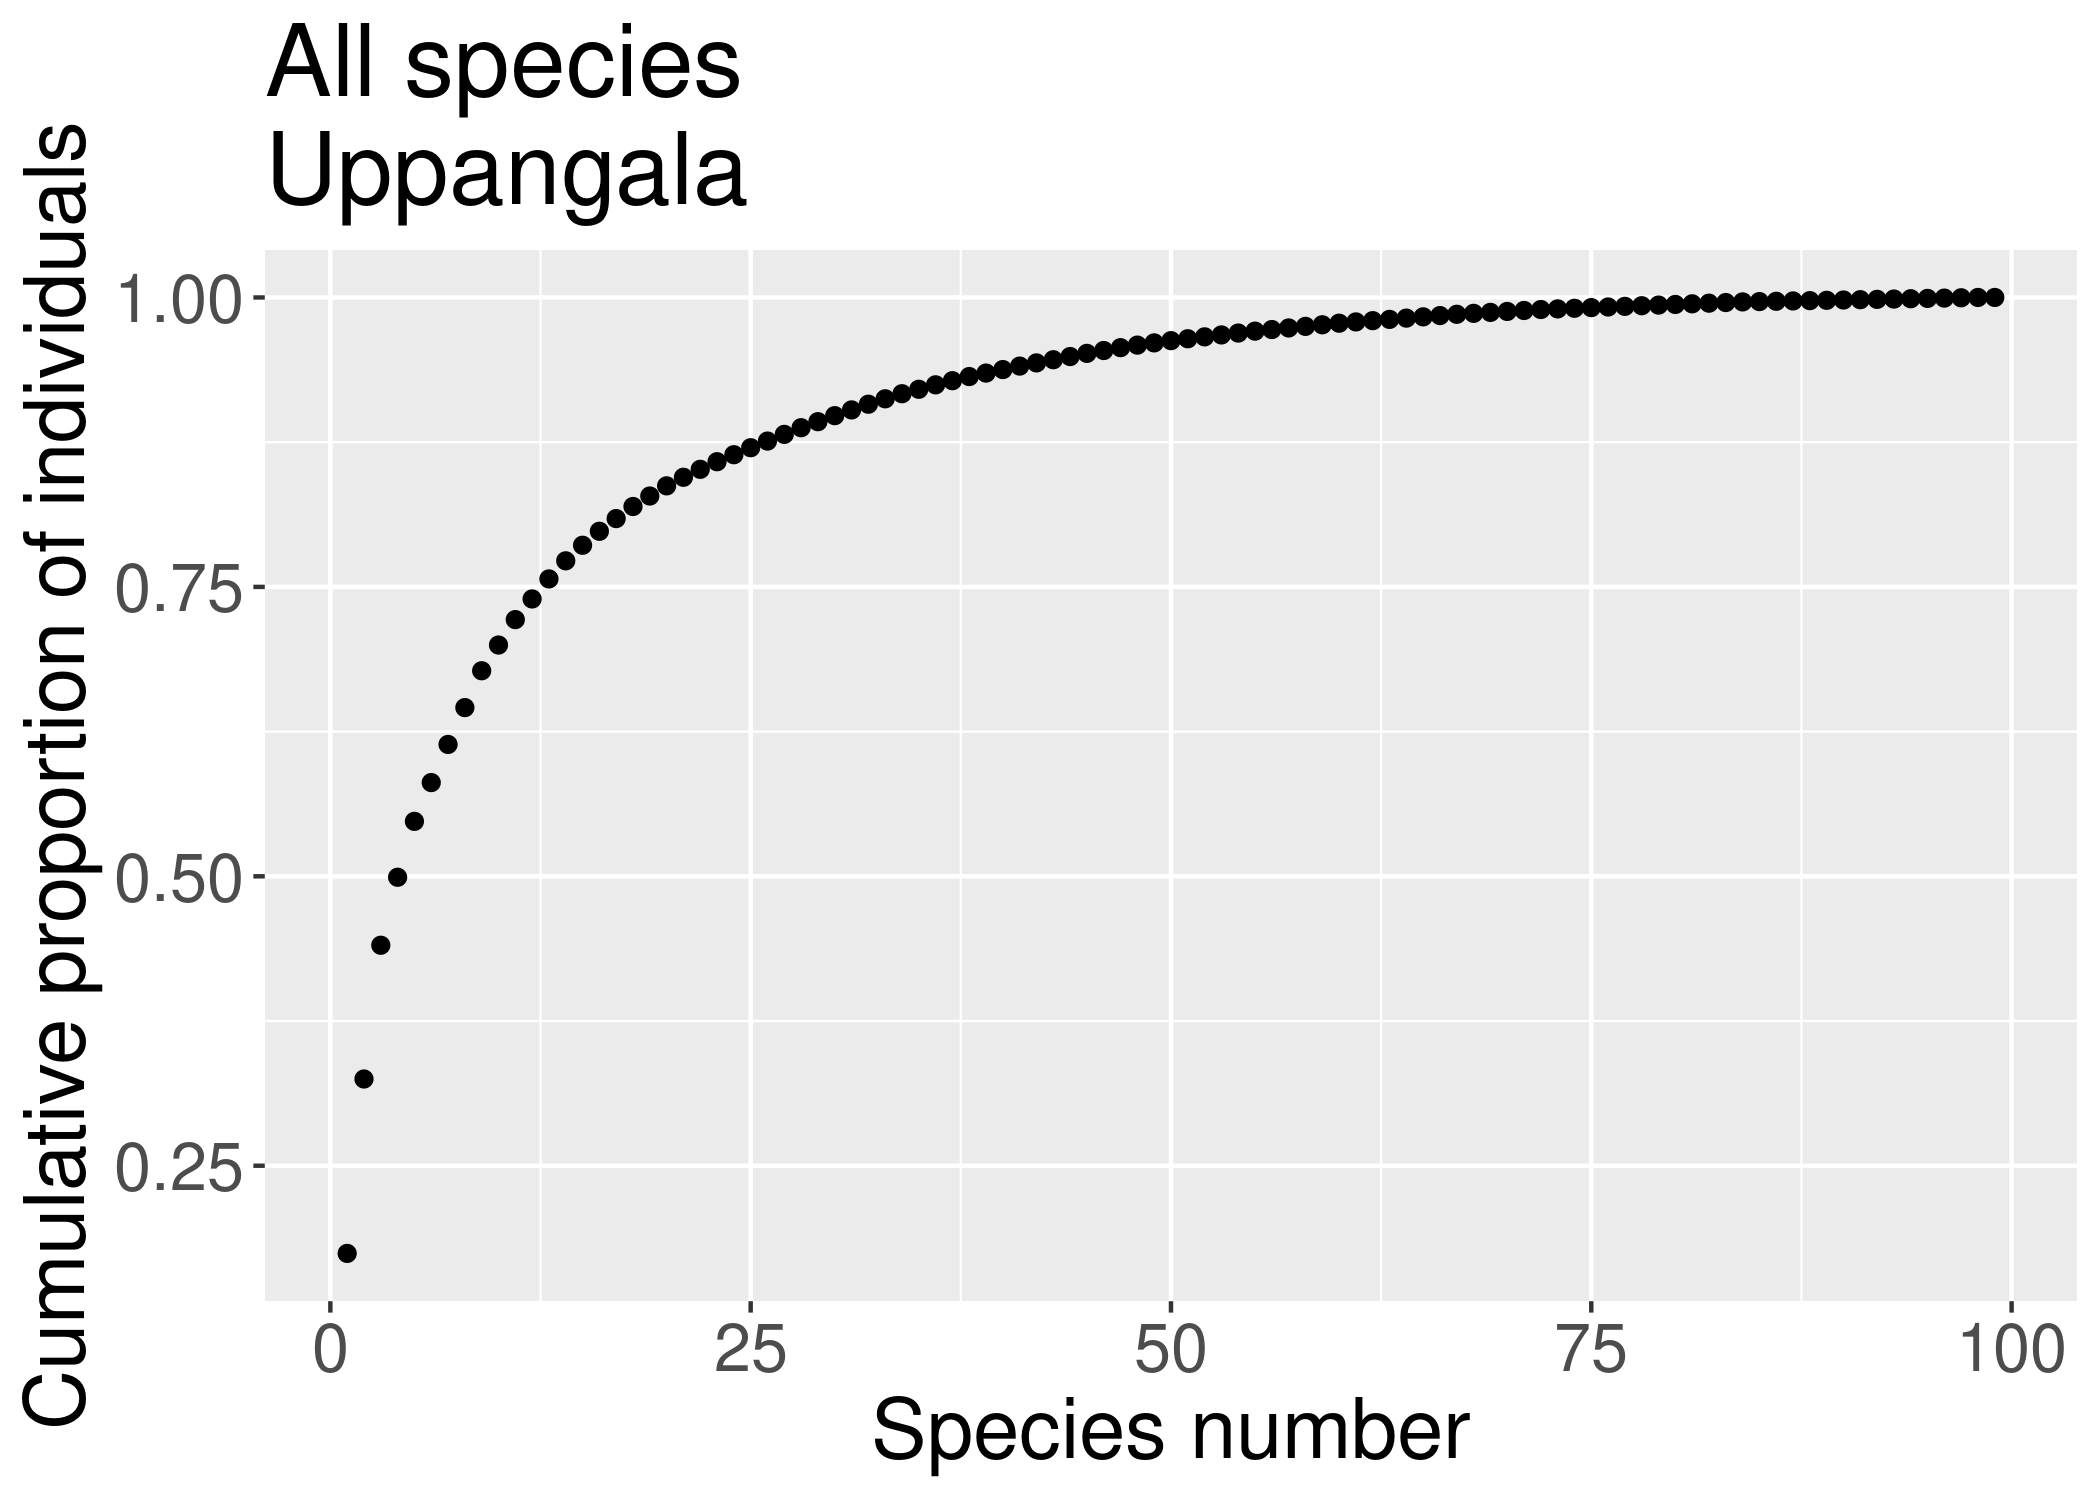 All species
Uppangala
Cumulative proportion of individuals
1.00
0.75
0.50
0.25
0
25
50
75
100
Species number